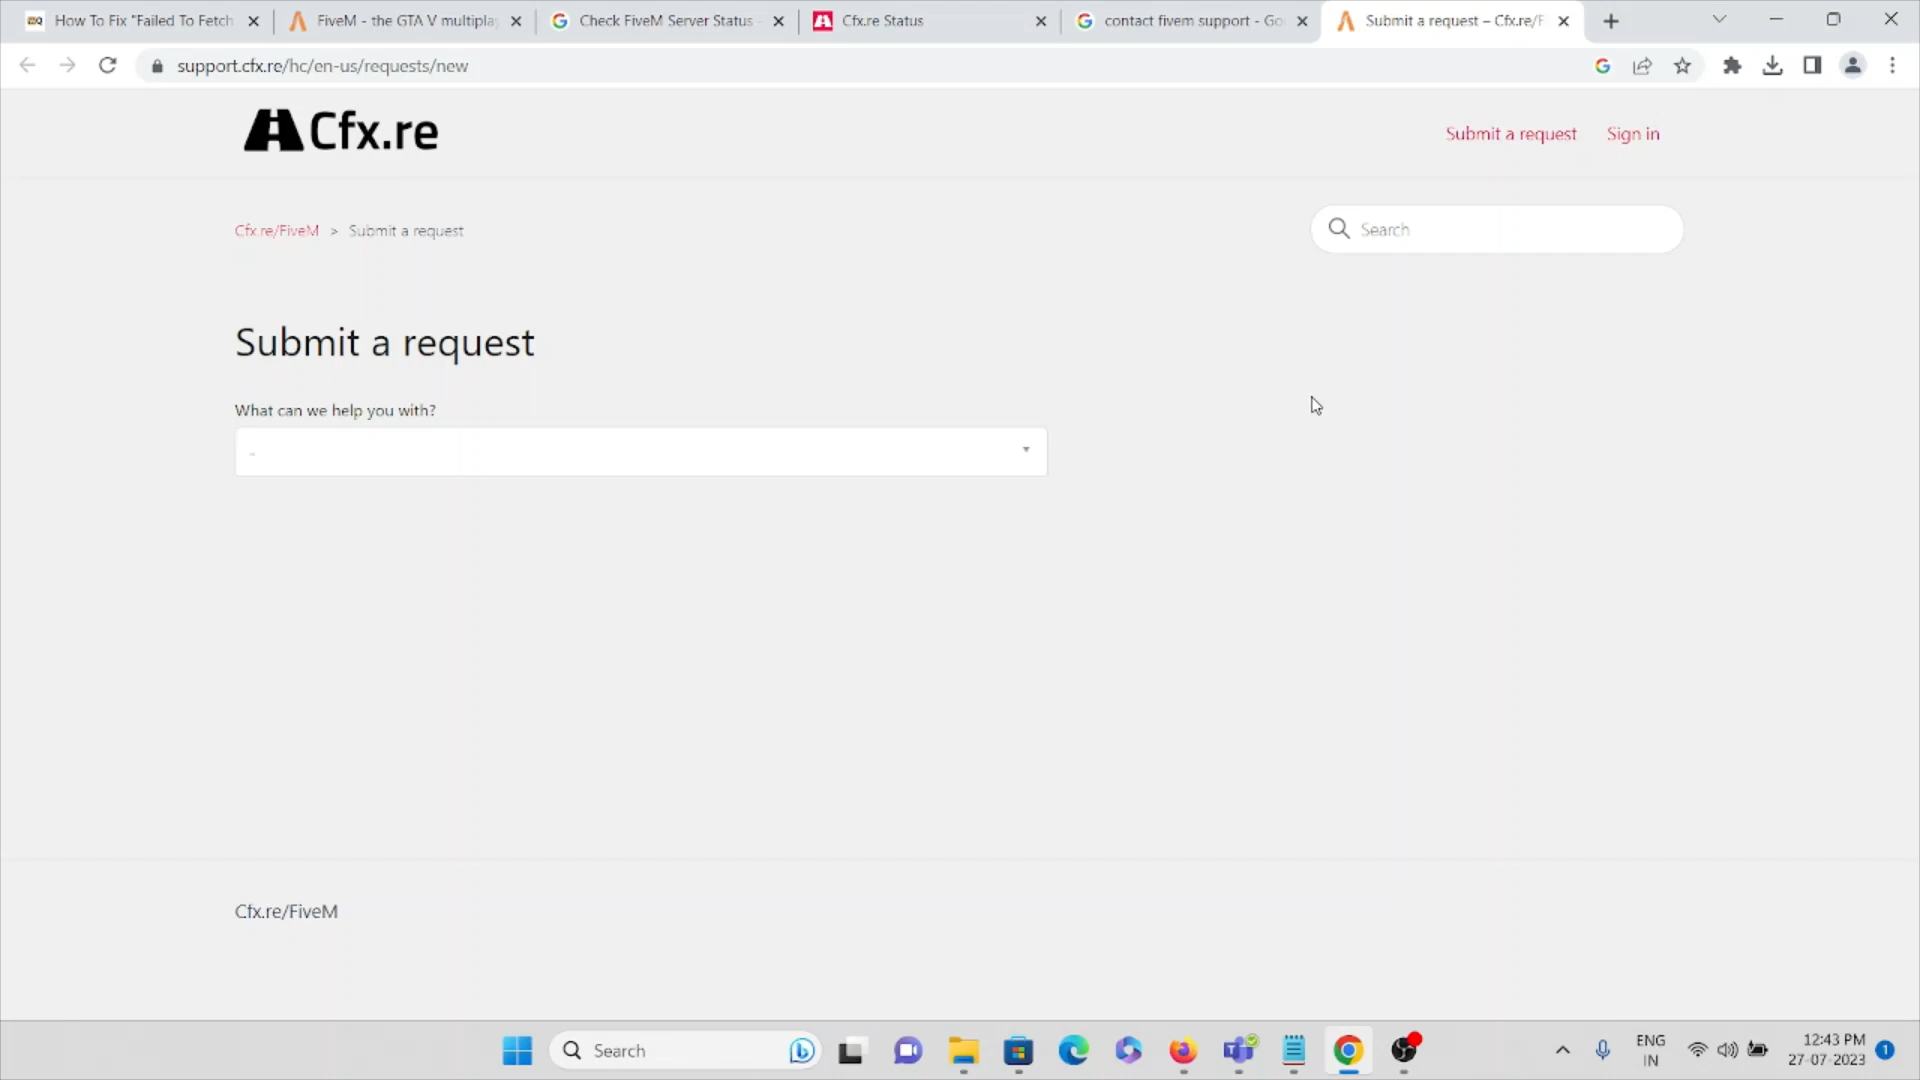 How To Fix "Failed To Fetch
FiveM - the GTA V multipla
Check FiveM Server Status -
Cfx.re Status
contact fivem support - Go
Submit a request – Cfx.re/F
support.cfx.re/hc/en-us/requests/new
Cfx.re
Submit a request
Sign in
Cfx.re/FiveM > Submit a request
Search
Submit a request
What can we help you with?
-
Cfx.re/FiveM
Search
ENG
IN
12:43 PM
27-07-2023
1